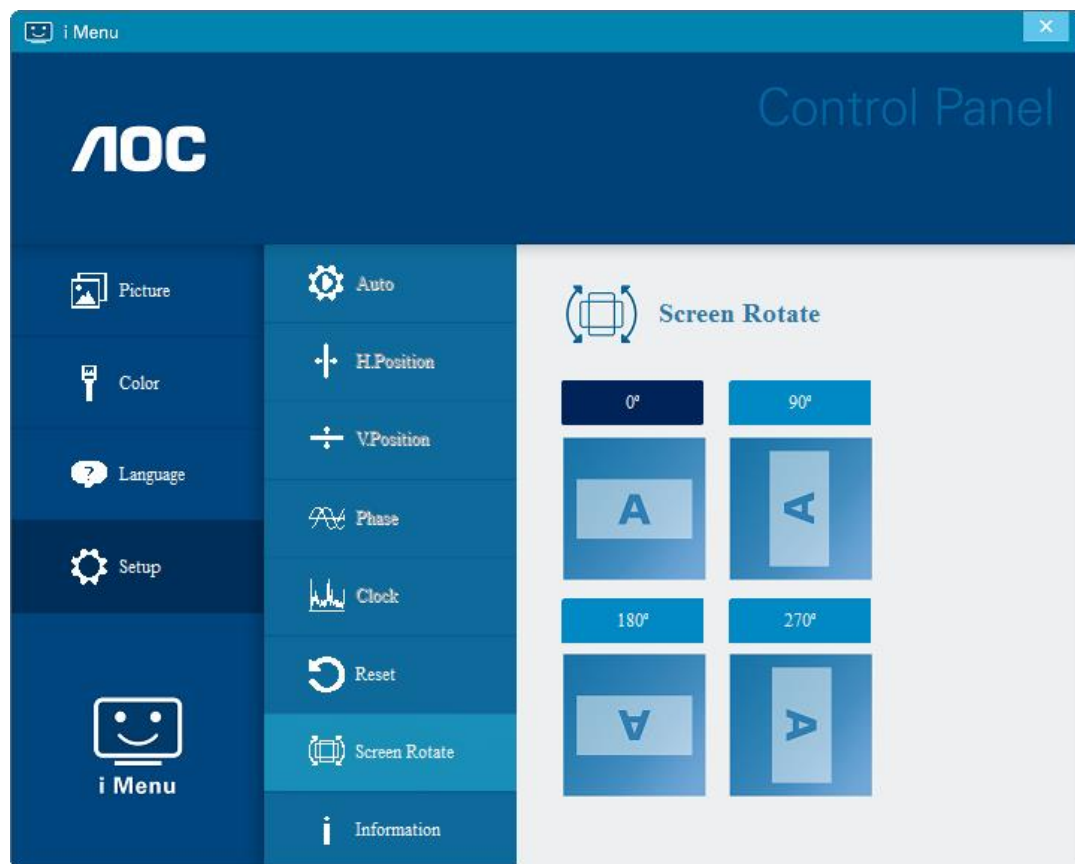 i Menu
Control Panel
AOC
Picture
Color
Language
Setup
i Menu
Auto
H.Position
V.Position
Phase
Clock
Reset
Screen Rotate
i Information
Screen Rotate
0° 90°
A A
180° 270°
A A